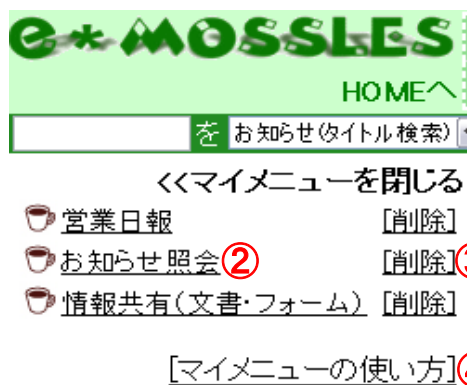 e*MOSSLES
HOMEへ
を お知らせ(タイトル検索)
<<マイメニューを閉じる
営業日報 [削除]
お知らせ照会② [削除]
情報共有(文書・フォーム) [削除]
[マイメニューの使い方]